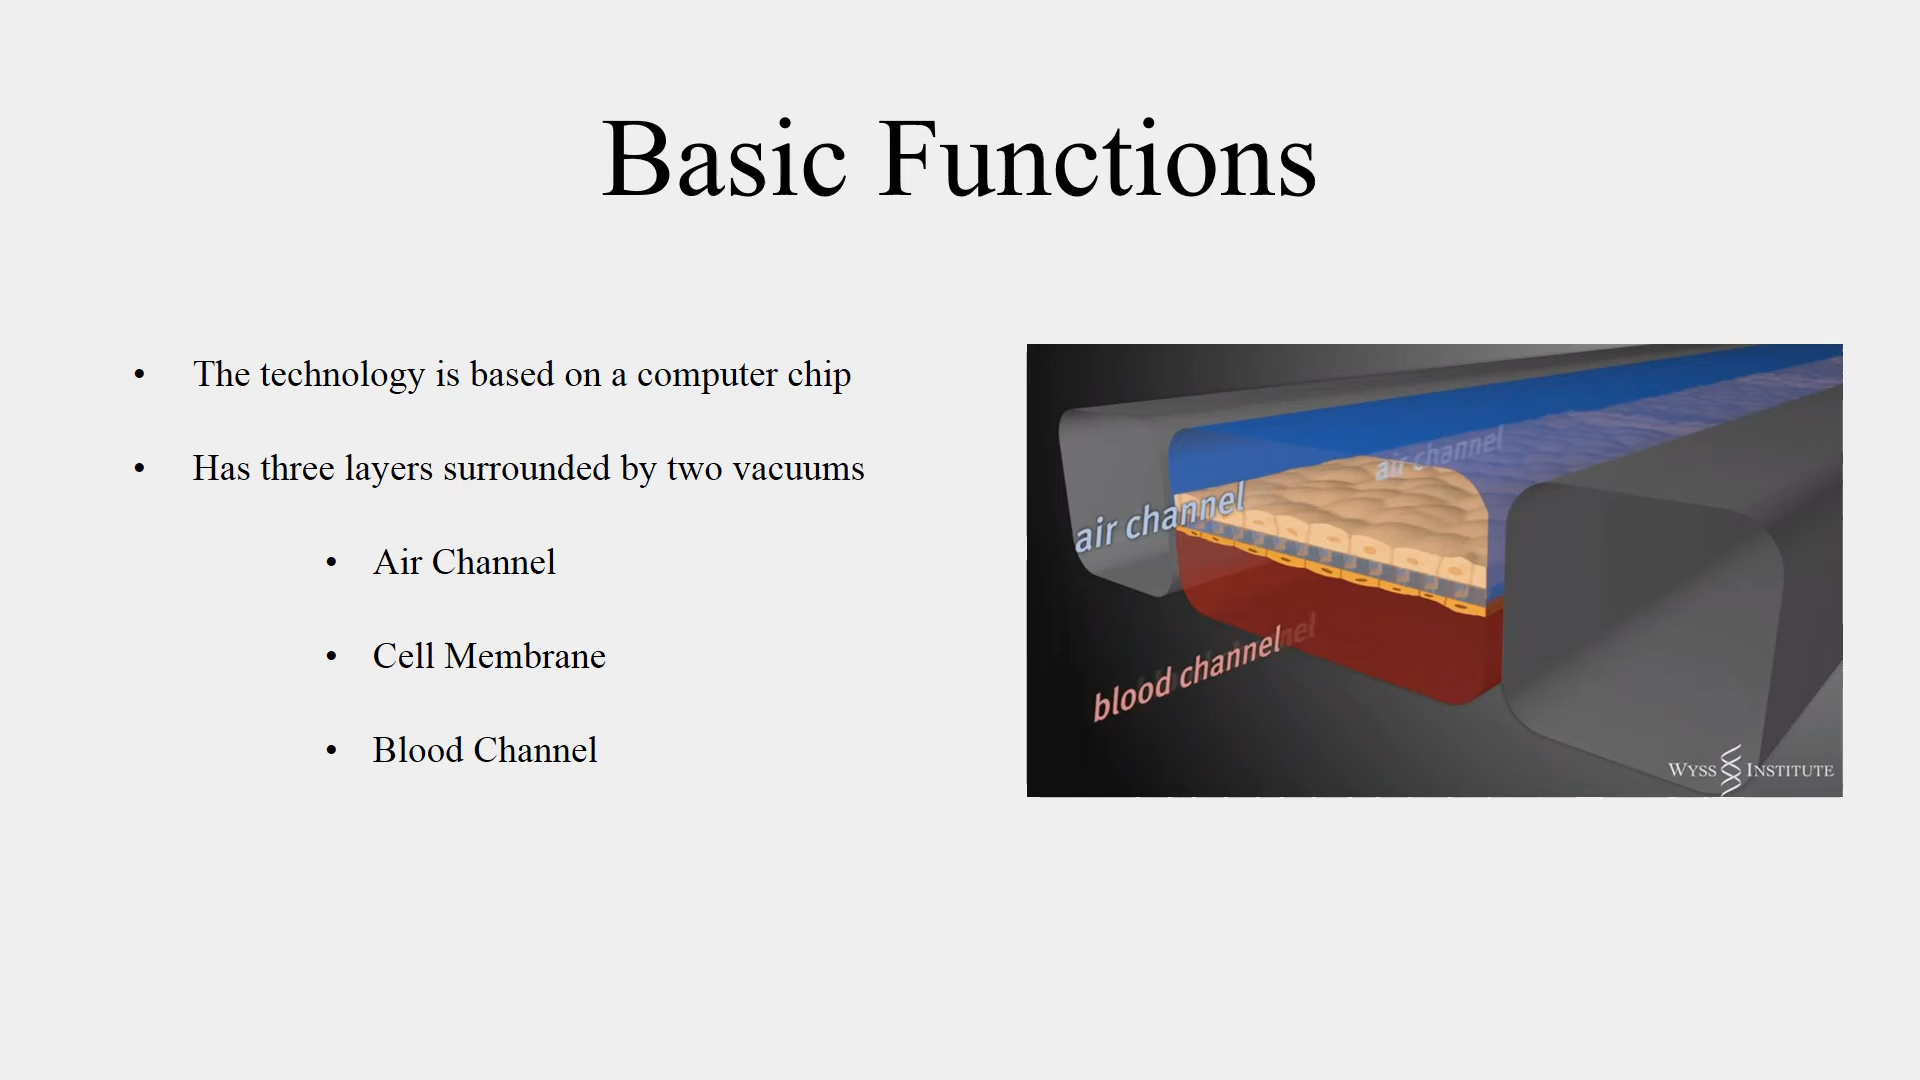 Basic Functions
• The technology is based on a computer chip
• Has three layers surrounded by two vacuums
• Air Channel
• Cell Membrane
• Blood Channel
air channel
air channel
blood channel
WYSS INSTITUTE